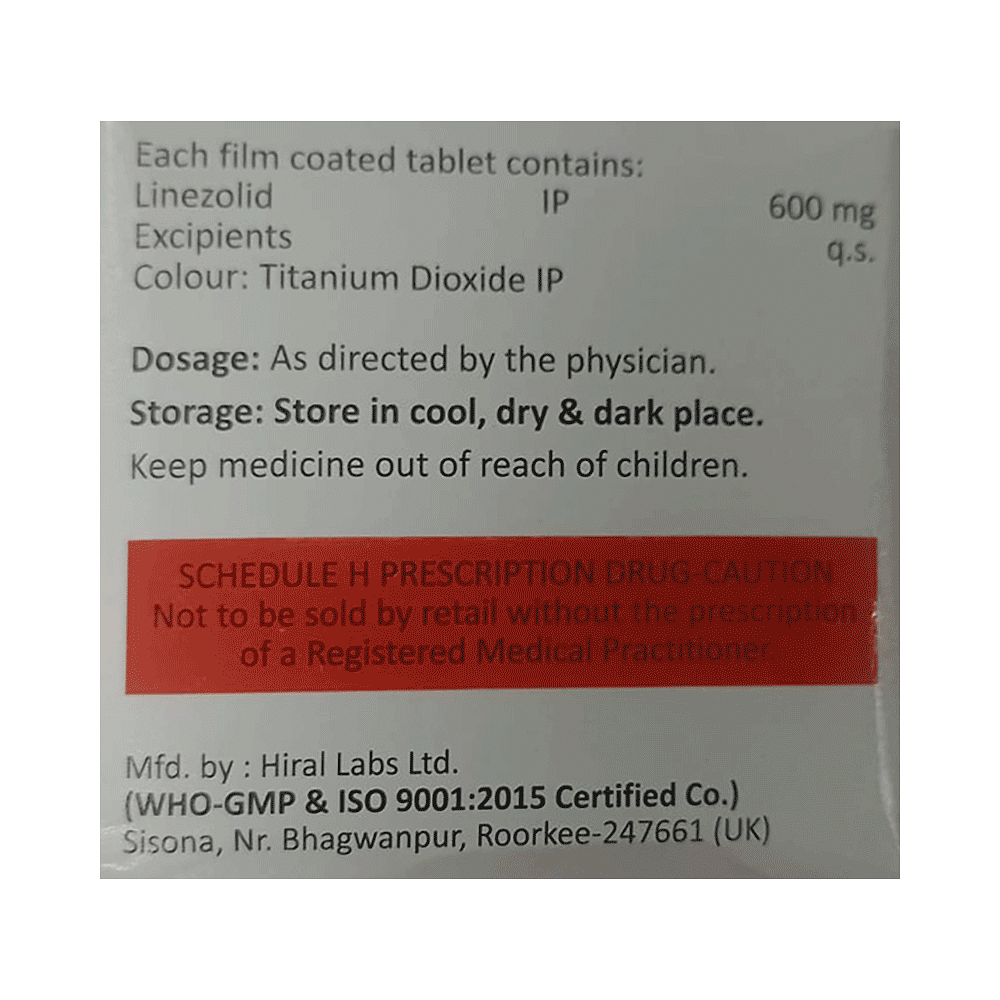 Each film coated tablet contains:
Linezolid IP 600 mg
Excipients q.s.
Colour: Titanium Dioxide IP
Dosage: As directed by the physician.
Storage: Store in cool, dry & dark place.
Keep medicine out of reach of children.
SCHEDULE H PRESCRIPTION DRUG-CAUTION
Not to be sold by retail without the prescription
of a Registered Medical Practitioner.
Mfd. by : Hiral Labs Ltd.
(WHO-GMP & ISO 9001:2015 Certified Co.)
Sisona, Nr. Bhagwanpur, Roorkee-247661 (UK)